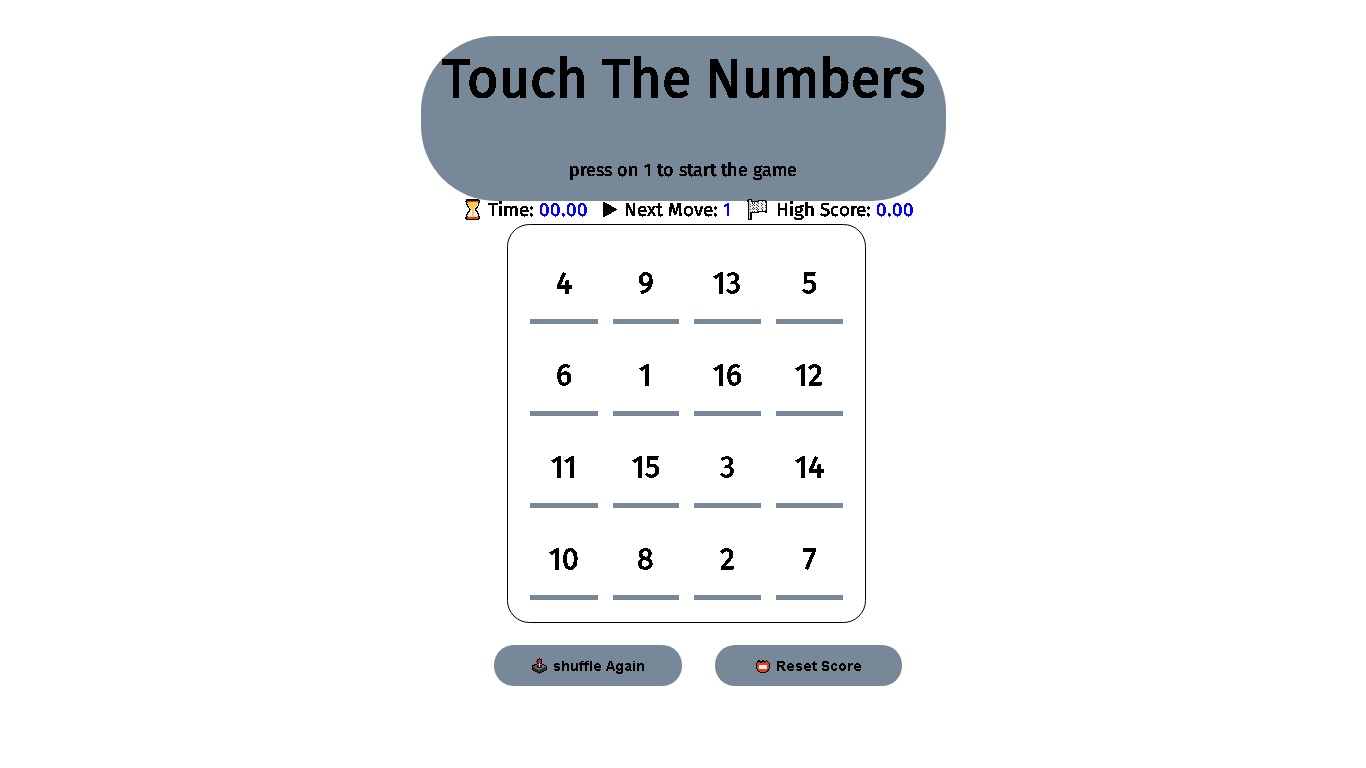 Touch The Numbers
press on 1 to start the game
⏳ Time: 00.00 ▶ Next Move: 1 🏁 High Score: 0.00
4 9 13 5
6 1 16 12
11 15 3 14
10 8 2 7
🕹 shuffle Again 📛 Reset Score